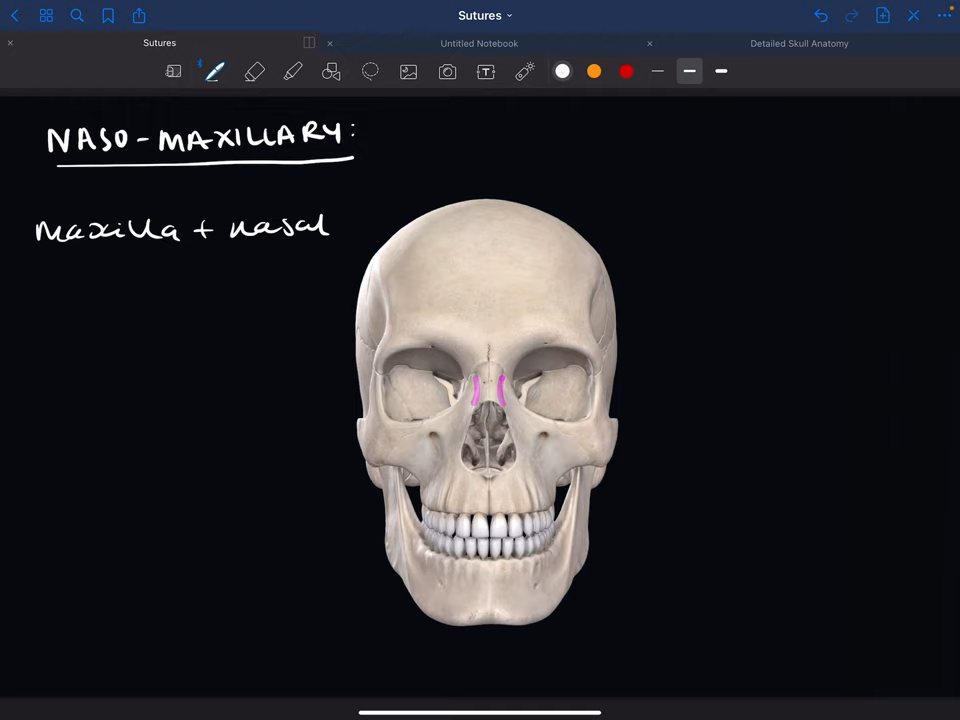 Sutures
Sutures
Untitled Notebook
Detailed Skull Anatomy
NASO-MAXILLARY:
maxilla + nasal